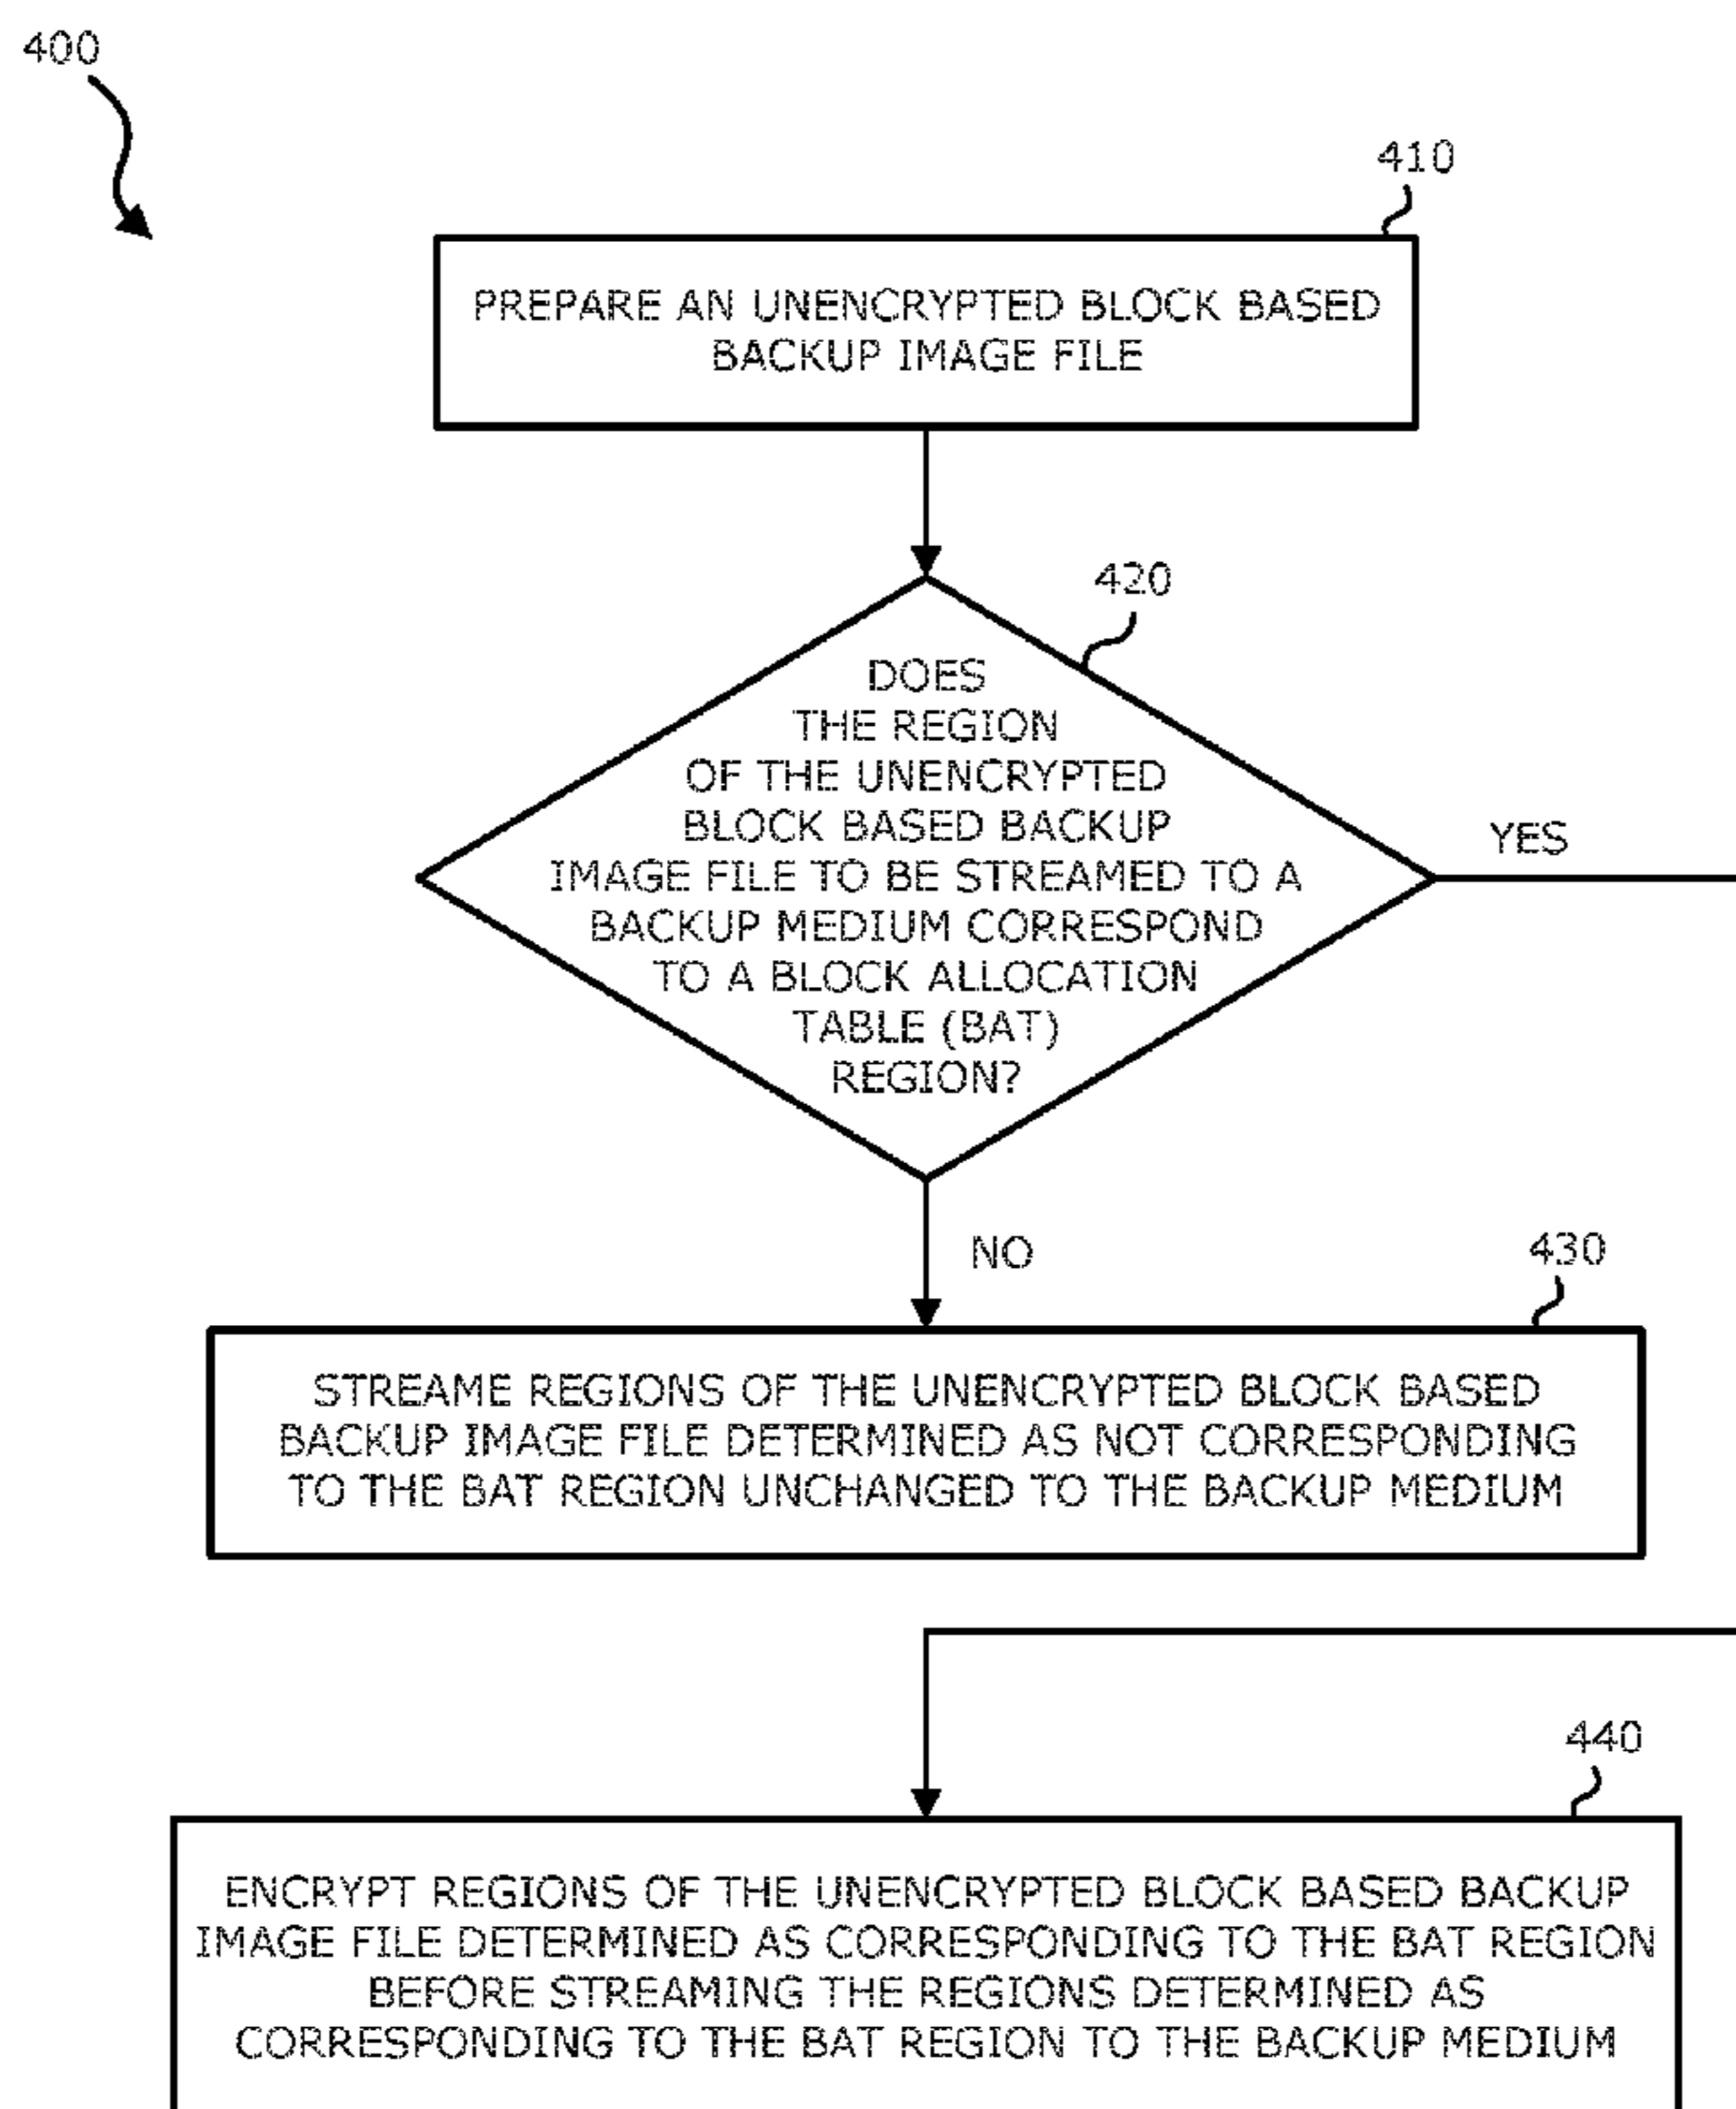 400
410
PREPARE AN UNENCRYPTED BLOCK BASED
BACKUP IMAGE FILE
420
DOES
THE REGION
OF THE UNENCRYPTED
BLOCK BASED BACKUP
IMAGE FILE TO BE STREAMED TO A
BACKUP MEDIUM CORRESPOND
TO A BLOCK ALLOCATION
TABLE (BAT)
REGION?
YES
NO
430
STREAME REGIONS OF THE UNENCRYPTED BLOCK BASED
BACKUP IMAGE FILE DETERMINED AS NOT CORRESPONDING
TO THE BAT REGION UNCHANGED TO THE BACKUP MEDIUM
440
ENCRYPT REGIONS OF THE UNENCRYPTED BLOCK BASED BACKUP
IMAGE FILE DETERMINED AS CORRESPONDING TO THE BAT REGION
BEFORE STREAMING THE REGIONS DETERMINED AS
CORRESPONDING TO THE BAT REGION TO THE BACKUP MEDIUM